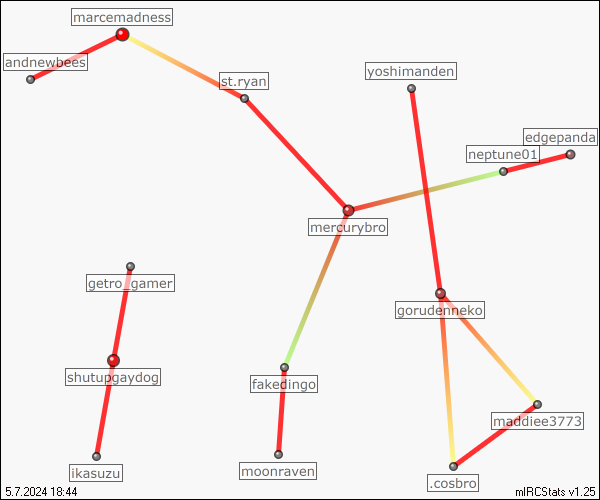 marcemadness
andnewbees
st.ryan
yoshimanden
edgepanda
neptune01
mercurybro
getro_gamer
gorudenneko
shutupgaydog
fakedingo
maddiee3773
moonraven
ikasuzu
.cosbro
5.7.2024 18:44
mIRCStats v1.25